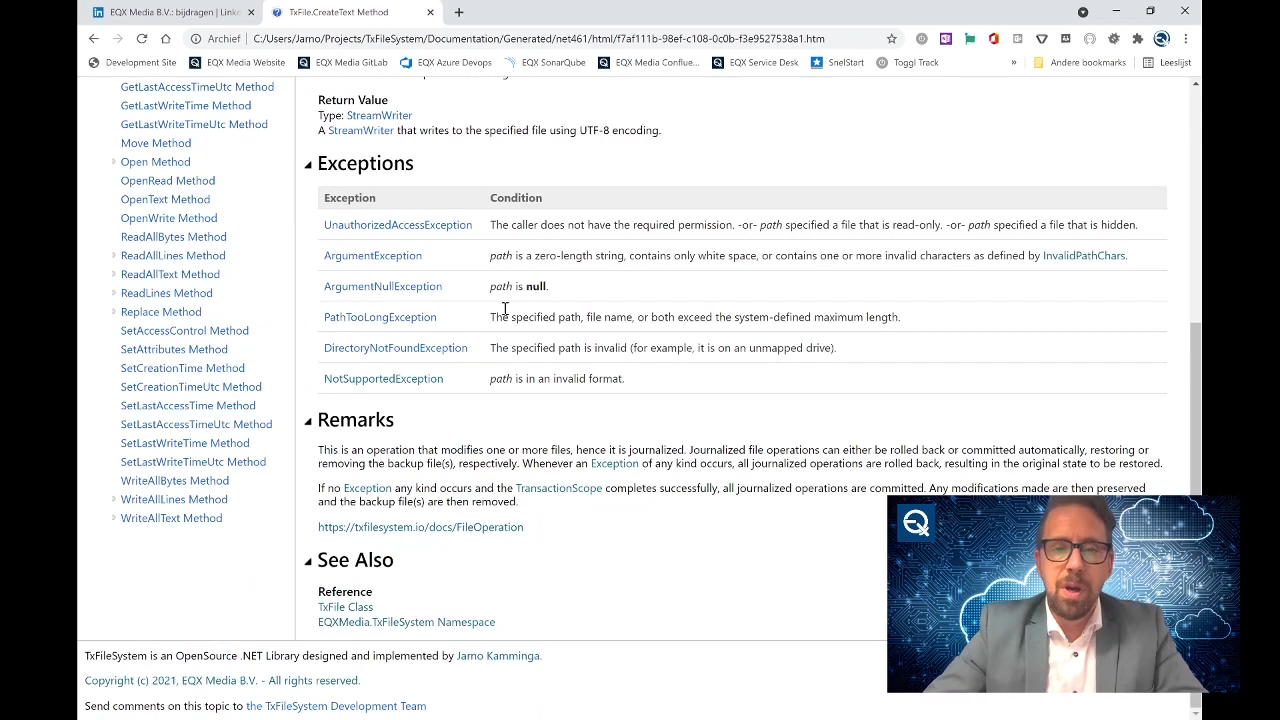 EQX Media B.V.: bijdragen | Linke
TxFile.CreateText Method
Archief
C:/Users/Jarno/Projects/TxFileSystem/Documentation/Generated/net461/html/f7af111b-98ef-c108-0c0b-f3e9527538a1.htm
Development Site
EQX Media Website
EQX Media GitLab
EQX Azure Devops
EQX SonarQube
EQX Media Conflue...
EQX Service Desk
SnelStart
Toggl Track
»
Andere bookmarks
Leeslijst
GetLastAccessTimeUtc Method
GetLastWriteTime Method
GetLastWriteTimeUtc Method
Move Method
Open Method
OpenRead Method
OpenText Method
OpenWrite Method
ReadAllBytes Method
ReadAllLines Method
ReadAllText Method
ReadLines Method
Replace Method
SetAccessControl Method
SetAttributes Method
SetCreationTime Method
SetCreationTimeUtc Method
SetLastAccessTime Method
SetLastAccessTimeUtc Method
SetLastWriteTime Method
SetLastWriteTimeUtc Method
WriteAllBytes Method
WriteAllLines Method
WriteAllText Method
Return Value
Type: StreamWriter
A StreamWriter that writes to the specified file using UTF-8 encoding.
Exceptions
Exception Condition
UnauthorizedAccessException The caller does not have the required permission. -or- path specified a file that is read-only. -or- path specified a file that is hidden.
ArgumentException path is a zero-length string, contains only white space, or contains one or more invalid characters as defined by InvalidPathChars.
ArgumentNullException path is null.
PathTooLongException The specified path, file name, or both exceed the system-defined maximum length.
DirectoryNotFoundException The specified path is invalid (for example, it is on an unmapped drive).
NotSupportedException path is in an invalid format.
Remarks
This is an operation that modifies one or more files, hence it is journalized. Journalized file operations can either be rolled back or committed automatically, restoring or
removing the backup file(s), respectively. Whenever an Exception of any kind occurs, all journalized operations are rolled back, resulting in the original state to be restored.
If no Exception any kind occurs and the TransactionScope completes successfully, all journalized operations are committed. Any modifications made are then preserved
and the backup file(s) are then removed.
https://txfilesystem.io/docs/FileOperation
See Also
Reference
TxFile Class
EQXMedia.TxFileSystem Namespace
TxFileSystem is an OpenSource .NET Library designed and implemented by Jarno Kamminga.
Copyright (c) 2021, EQX Media B.V. - All rights reserved.
Send comments on this topic to the TxFileSystem Development Team
EQX